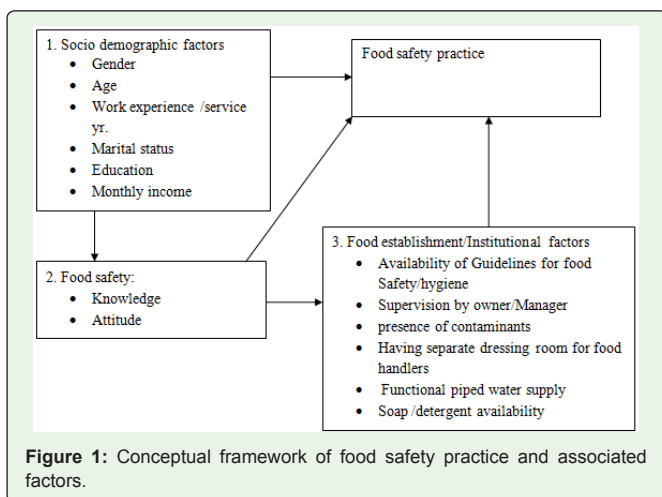 1. Socio demographic factors
• Gender
• Age
• Work experience /service
yr.
• Marital status
• Education
• Monthly income
Food safety practice
2. Food safety:
• Knowledge
• Attitude
3. Food establishment/Institutional factors
• Availability of Guidelines for food
Safety/hygiene
• Supervision by owner/Manager
• presence of contaminants
• Having separate dressing room for food
handlers
• Functional piped water supply
• Soap /detergent availability
Figure 1: Conceptual framework of food safety practice and associated
factors.